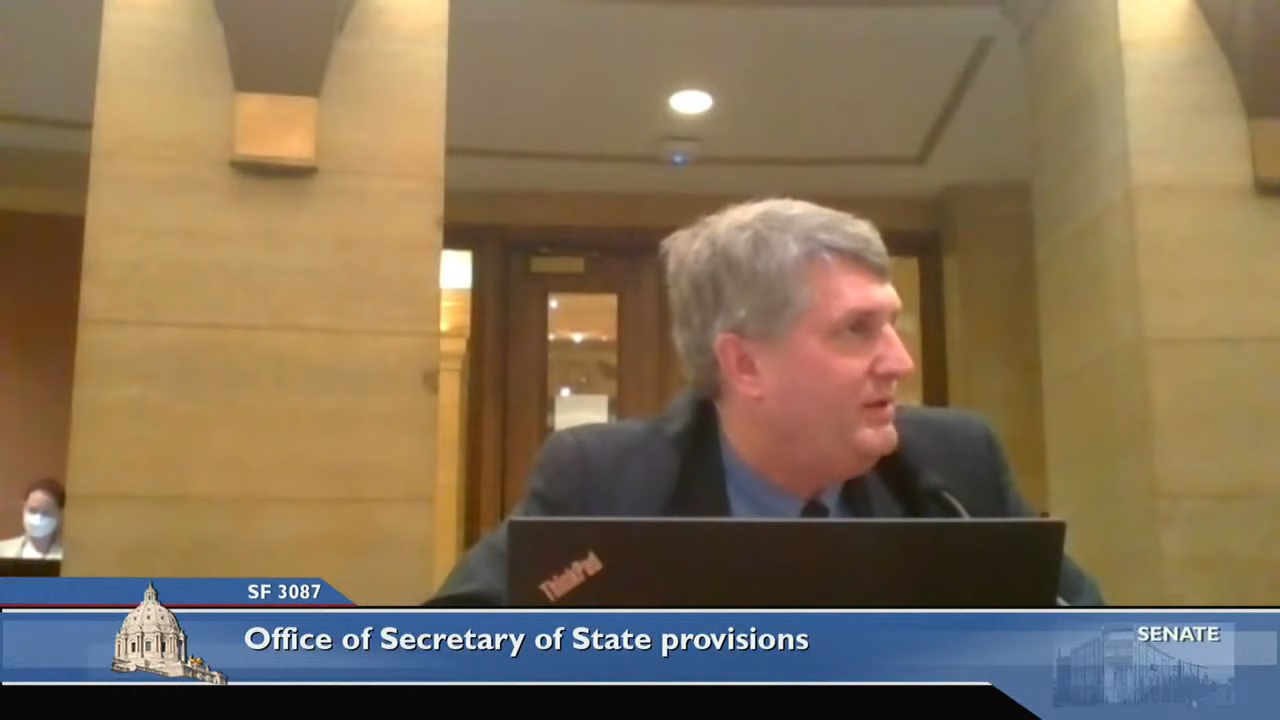 ThinkPad
SF 3087
Office of Secretary of State provisions
SENATE